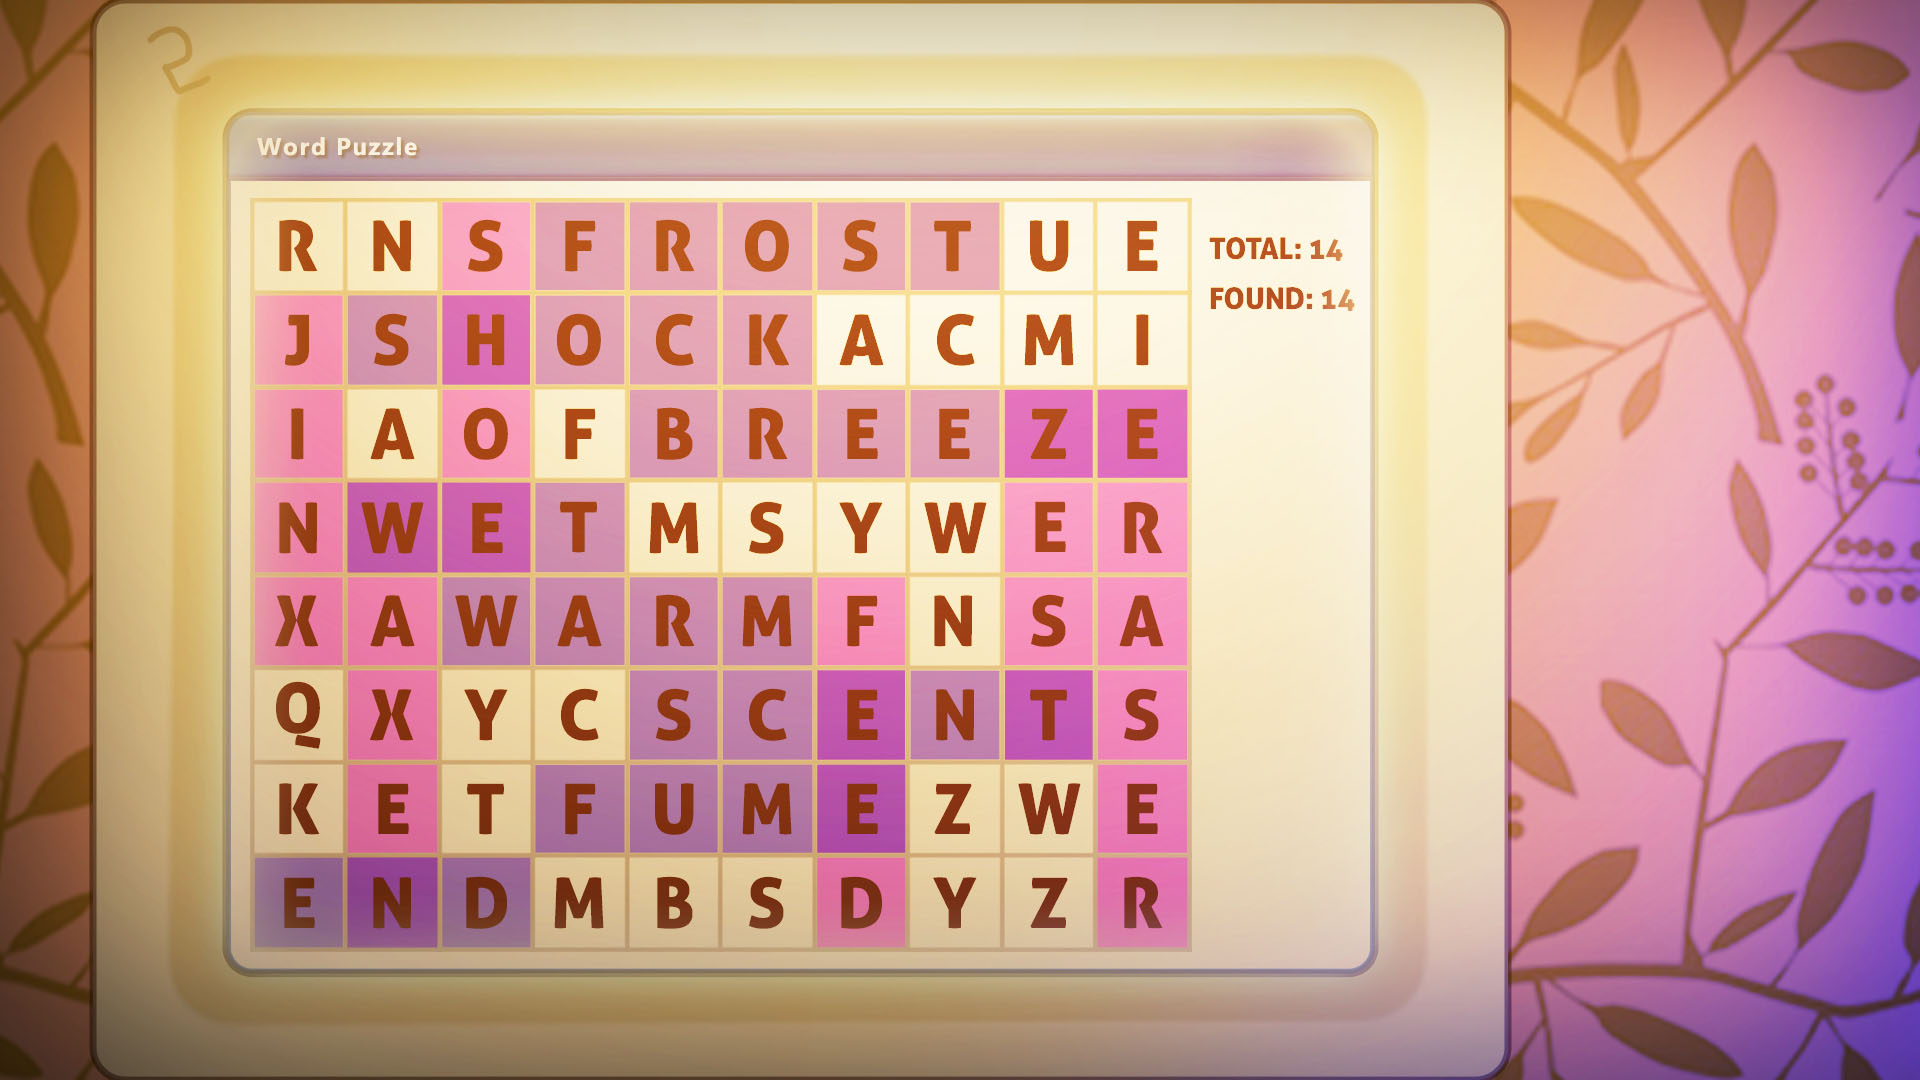 Word Puzzle
R N S F R O S T U E
TOTAL: 14
FOUND: 14
J S H O C K A C M I
I A O F B R E E Z E
N W E T M S Y W E R
X A W A R M F N S A
Q X Y C S C E N T S
K E T F U M E Z W E
E N D M B S D Y Z R